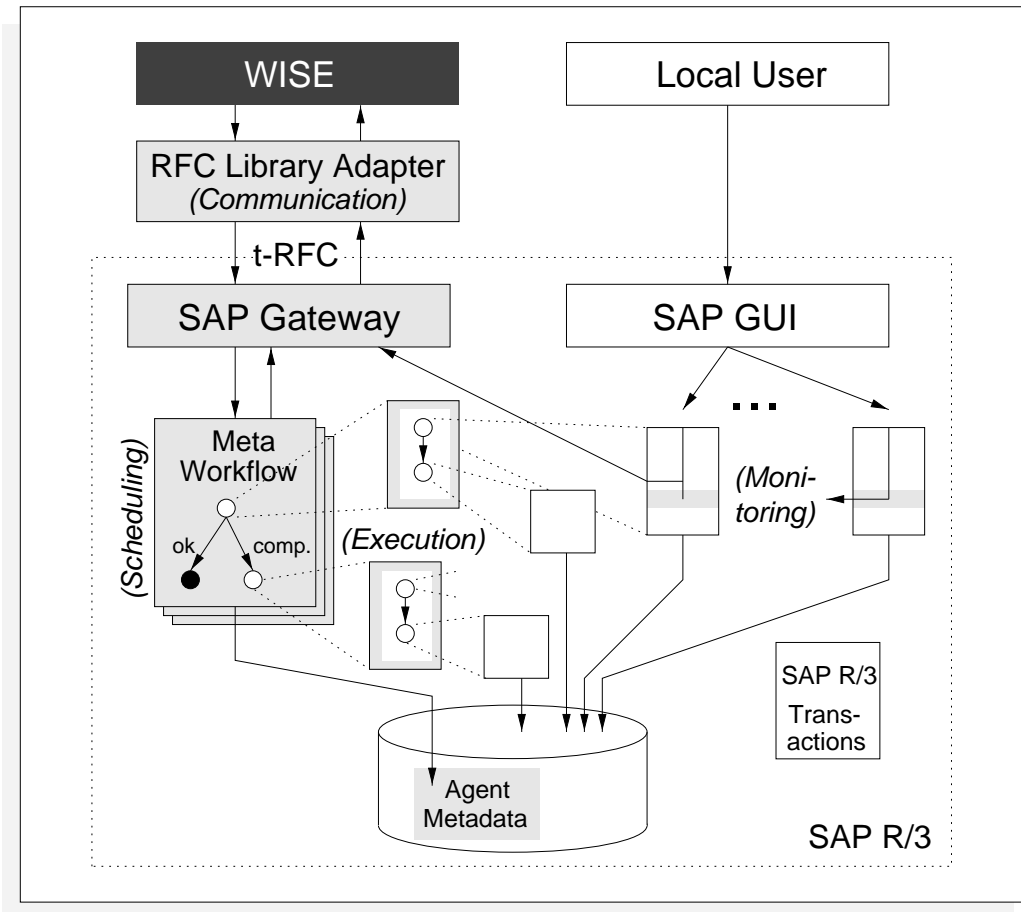 WISE
Local User
RFC Library Adapter
(Communication)
t-RFC
SAP Gateway
SAP GUI
(Scheduling)
Meta
Workflow
ok
comp.
(Execution)
(Moni-
toring)
SAP R/3
Trans-
actions
Agent
Metadata
SAP R/3